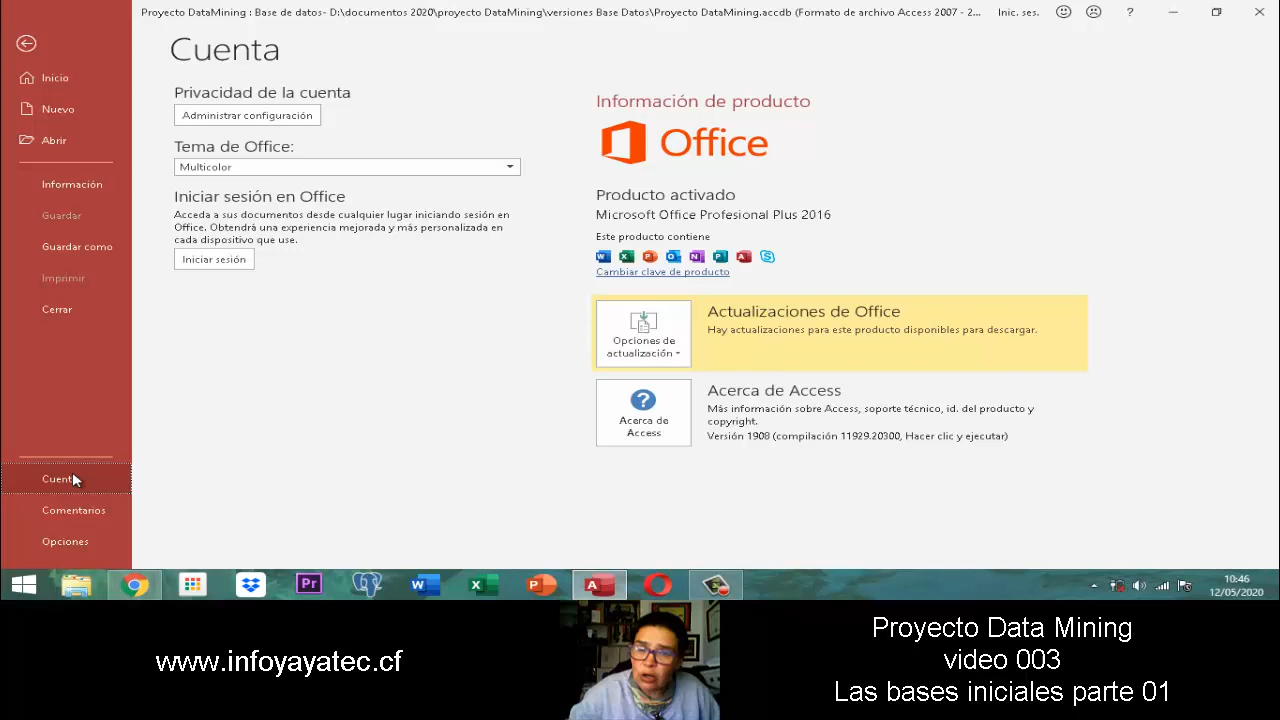 Proyecto DataMining : Base de datos- D:\documentos 2020\proyecto DataMining\versiones Base Datos\Proyecto DataMining.accdb (Formato de archivo Access 2007 - 2... Inic. ses. ?
Cuenta
Inicio
Nuevo
Abrir
Información
Guardar
Guardar como
Imprimir
Cerrar
Cuenta
Comentarios
Opciones
Privacidad de la cuenta
Administrar configuración
Tema de Office:
Multicolor
Iniciar sesión en Office
Acceda a sus documentos desde cualquier lugar iniciando sesión en
Office. Obtendrá una experiencia mejorada y más personalizada en
cada dispositivo que use.
Iniciar sesión
Información de producto
Office
Producto activado
Microsoft Office Profesional Plus 2016
Este producto contiene
Cambiar clave de producto
Opciones de
actualización
Actualizaciones de Office
Hay actualizaciones para este producto disponibles para descargar.
Acerca de
Access
Acerca de Access
Más información sobre Access, soporte técnico, id. del producto y
copyright.
Versión 1908 (compilación 11929.20300, Hacer clic y ejecutar)
Pr
10:46
12/05/2020
www.infoyayatec.cf
Proyecto Data Mining
video 003
Las bases iniciales parte 01